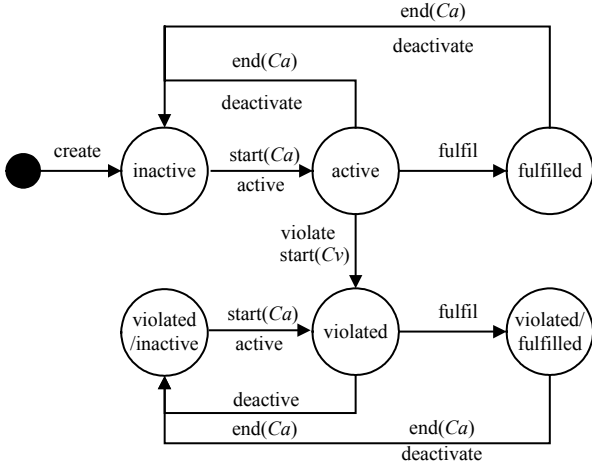 end(Ca)
deactivate
end(Ca)
deactivate
create
inactive
start(Ca)
active
active
fulfil
fulfilled
violate
start(Cv)
violated
/inactive
start(Ca)
active
violated
fulfil
violated/
fulfilled
deactive
end(Ca)
end(Ca)
deactivate